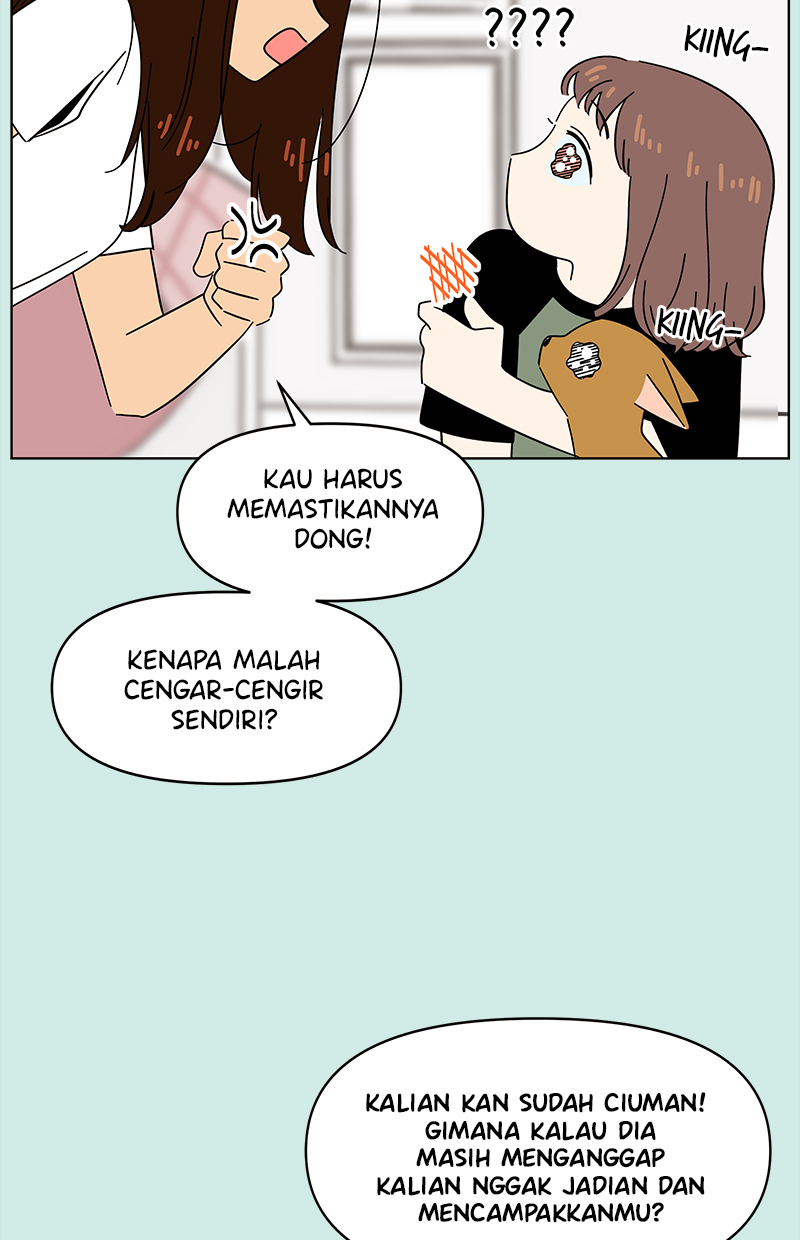 ????
KIING-
KIING-
KAU HARUS
MEMASTIKANNYA
DONG!
KENAPA MALAH
CENGAR-CENGIR
SENDIRI?
KALIAN KAN SUDAH CIUMAN!
GIMANA KALAU DIA
MASIH MENGANGGAP
KALIAN NGGAK JADIAN DAN
MENCAMPAKKANMU?